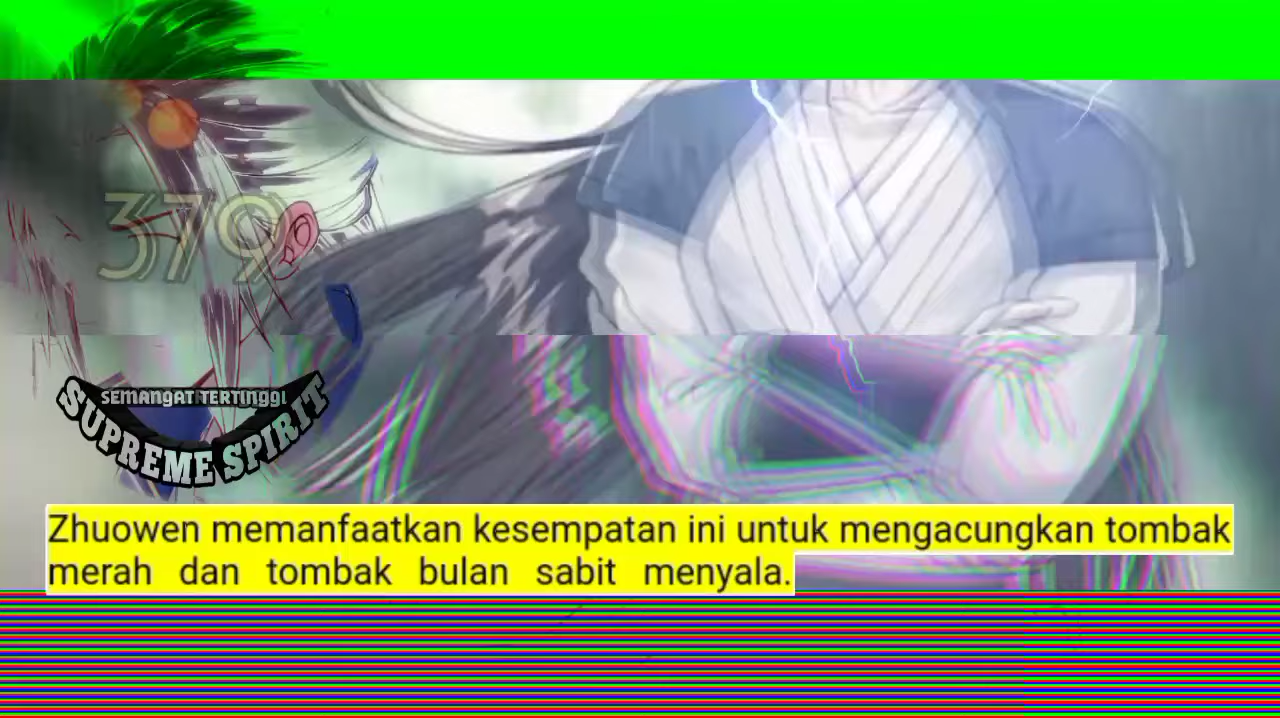 379
SEMANGAT TERTINGGI
SUPREME SPIRIT
Zhuowen memanfaatkan kesempatan ini untuk mengacungkan tombak
merah dan tombak bulan sabit menyala.